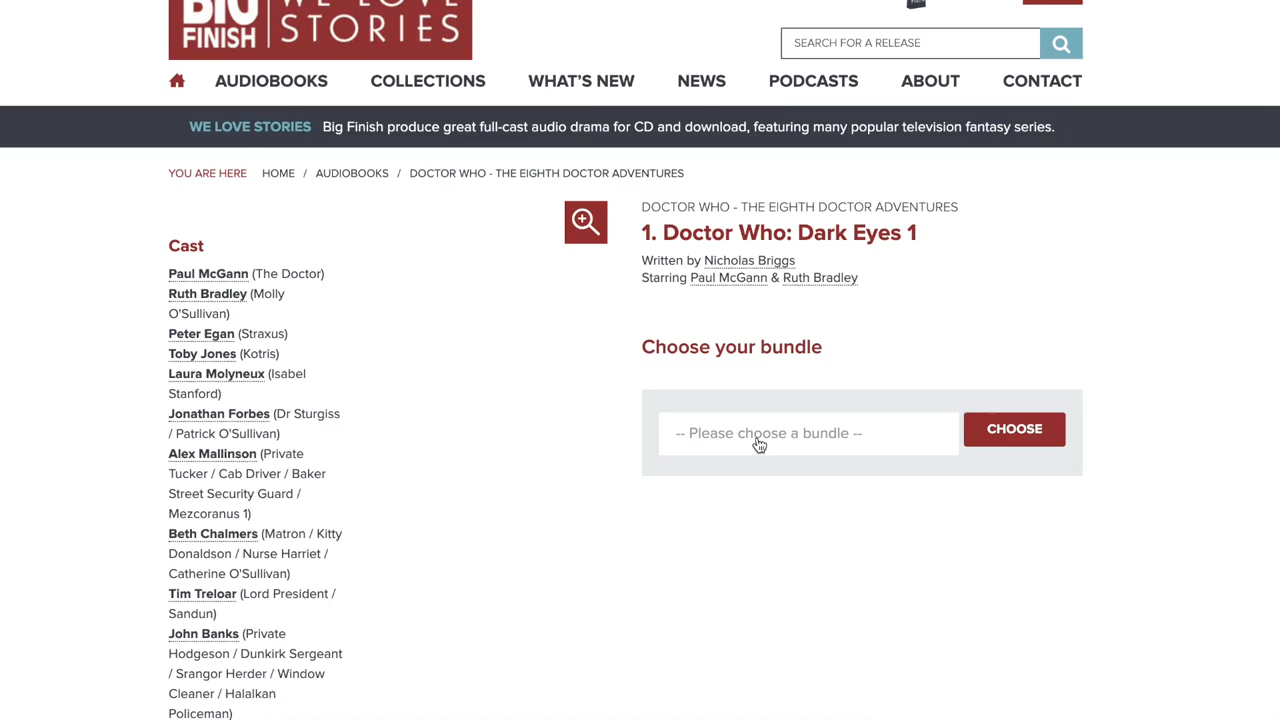 BIG
FINISH
WE LOVE
STORIES
SEARCH FOR A RELEASE
AUDIOBOOKS COLLECTIONS WHAT'S NEW NEWS PODCASTS ABOUT CONTACT
WE LOVE STORIES Big Finish produce great full-cast audio drama for CD and download, featuring many popular television fantasy series.
YOU ARE HERE HOME / AUDIOBOOKS / DOCTOR WHO - THE EIGHTH DOCTOR ADVENTURES
Cast
Paul McGann (The Doctor)
Ruth Bradley (Molly
O'Sullivan)
Peter Egan (Straxus)
Toby Jones (Kotris)
Laura Molyneux (Isabel
Stanford)
Jonathan Forbes (Dr Sturgiss
/ Patrick O'Sullivan)
Alex Mallinson (Private
Tucker / Cab Driver / Baker
Street Security Guard /
Mezcoranus 1)
Beth Chalmers (Matron / Kitty
Donaldson / Nurse Harriet /
Catherine O'Sullivan)
Tim Treloar (Lord President /
Sandun)
John Banks (Private
Hodgeson / Dunkirk Sergeant
/ Srangor Herder / Window
Cleaner / Halalkan
Policeman)
DOCTOR WHO - THE EIGHTH DOCTOR ADVENTURES
1. Doctor Who: Dark Eyes 1
Written by Nicholas Briggs
Starring Paul McGann & Ruth Bradley
Choose your bundle
-- Please choose a bundle --
CHOOSE